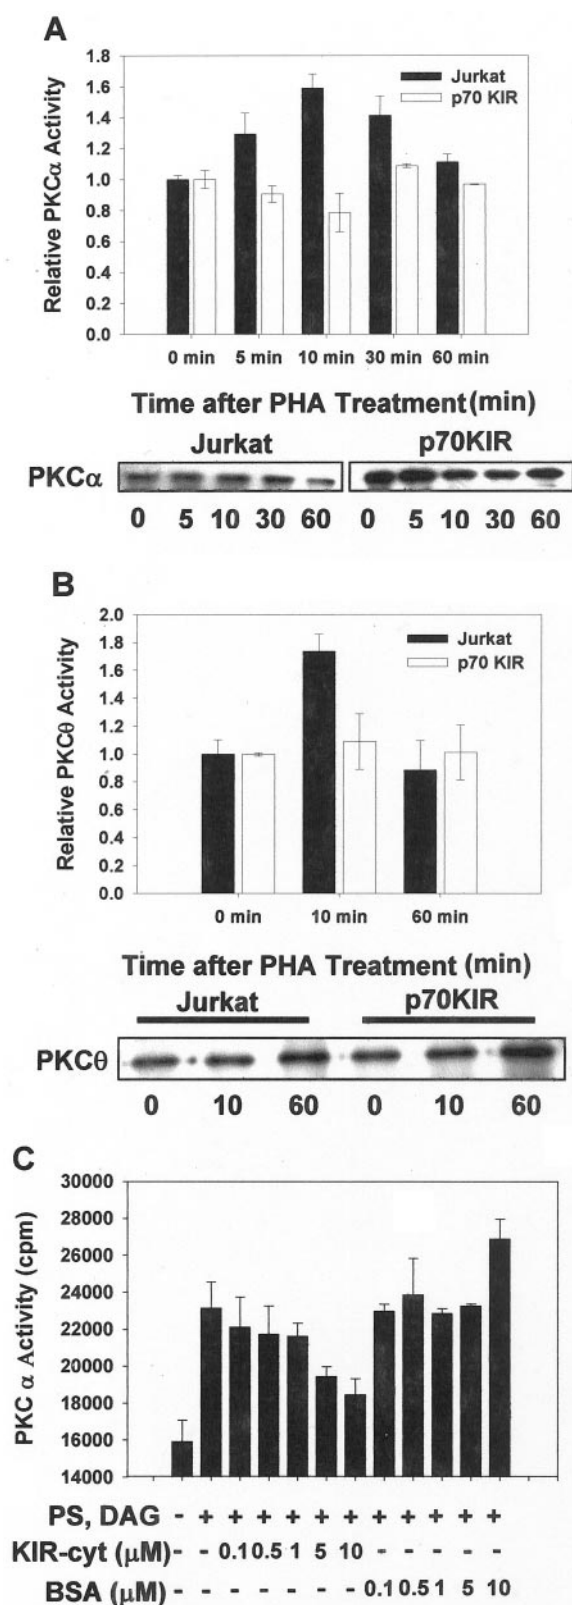 A
Relative PKCα Activity
1.8
1.6
1.4
1.2
1.0
0.8
0.6
0.4
0.2
0.0
Jurkat
p70 KIR
0 min 5 min 10 min 30 min 60 min
Time after PHA Treatment (min)
Jurkat p70KIR
PKCα
0 5 10 30 60 0 5 10 30 60
B
Relative PKCθ Activity
2.0
1.8
1.6
1.4
1.2
1.0
0.8
0.6
0.4
0.2
0.0
Jurkat
p70 KIR
0 min 10 min 60 min
Time after PHA Treatment (min)
Jurkat p70KIR
PKCθ
0 10 60 0 10 60
C
PKC α Activity (cpm)
30000
28000
26000
24000
22000
20000
18000
16000
14000
PS, DAG - + + + + + + + + + + +
KIR-cyt (μM) - - 0.1 0.5 1 5 10 - - - - -
BSA (μM) - - - - - - - 0.1 0.5 1 5 10